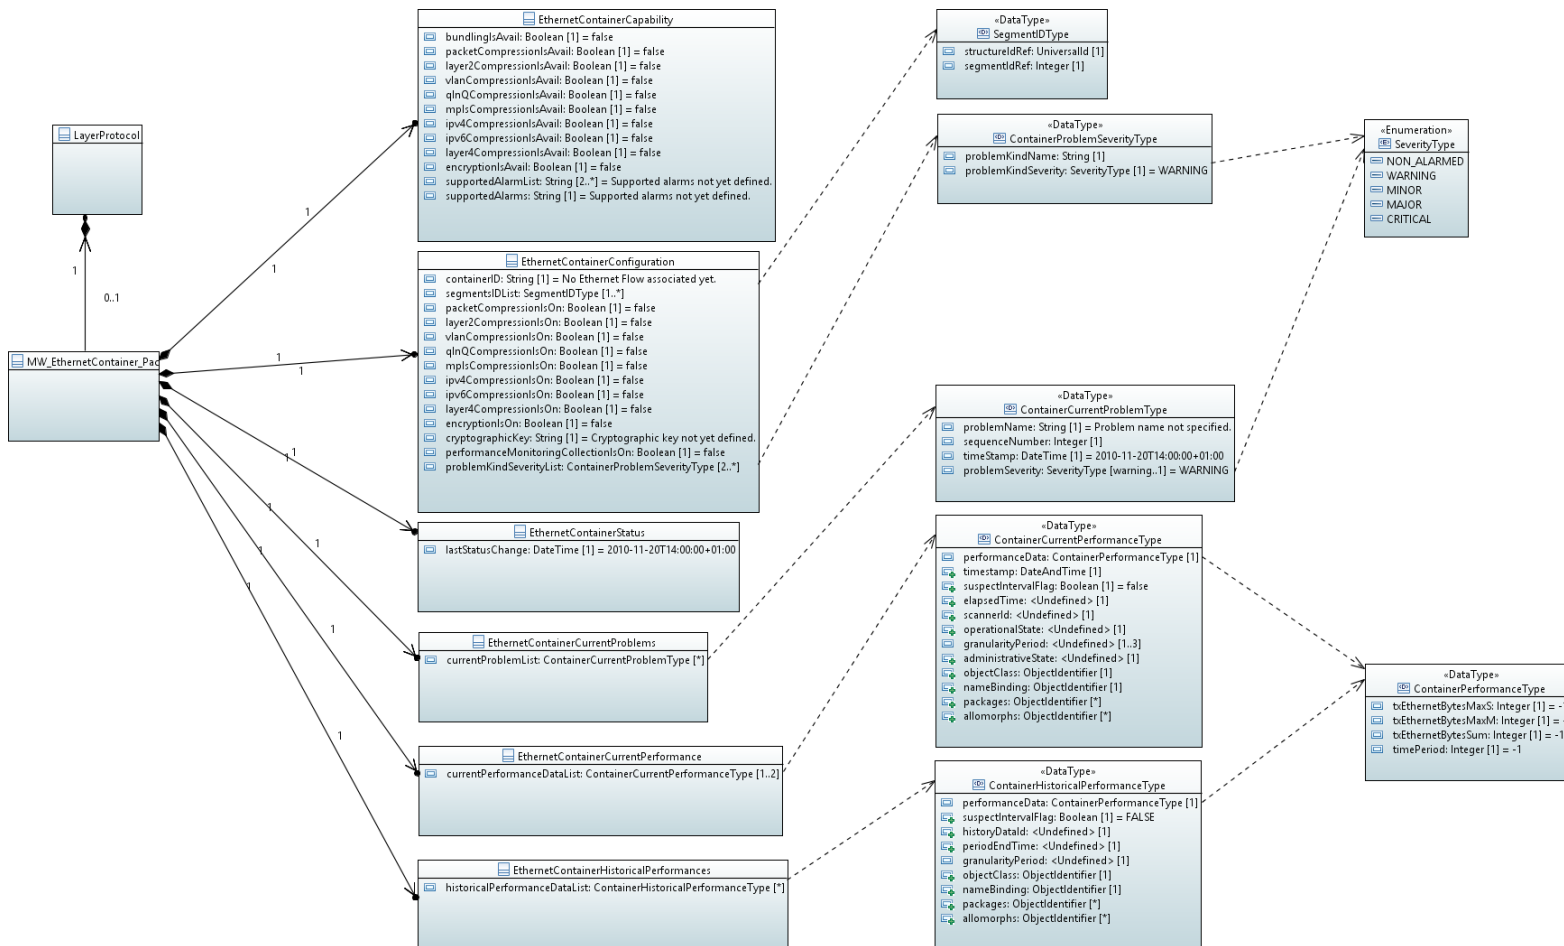 LayerProtocol
1
0..1
MW_EthernetContainer_Pac
EthernetContainerCapability
bundlingIsAvail: Boolean [1] = false
packetCompressionIsAvail: Boolean [1] = false
layer2CompressionIsAvail: Boolean [1] = false
vlanCompressionIsAvail: Boolean [1] = false
qInQCompressionIsAvail: Boolean [1] = false
mplsCompressionIsAvail: Boolean [1] = false
ipv4CompressionIsAvail: Boolean [1] = false
ipv6CompressionIsAvail: Boolean [1] = false
layer4CompressionIsAvail: Boolean [1] = false
encryptionIsAvail: Boolean [1] = false
supportedAlarmList: String [2..*] = Supported alarms not yet defined.
supportedAlarms: String [1] = Supported alarms not yet defined.
1
1
EthernetContainerConfiguration
containerID: String [1] = No Ethernet Flow associated yet.
segmentsIDList: SegmentIDType [1..*]
packetCompressionIsOn: Boolean [1] = false
layer2CompressionIsOn: Boolean [1] = false
vlanCompressionIsOn: Boolean [1] = false
qInQCompressionIsOn: Boolean [1] = false
mplsCompressionIsOn: Boolean [1] = false
ipv4CompressionIsOn: Boolean [1] = false
ipv6CompressionIsOn: Boolean [1] = false
layer4CompressionIsOn: Boolean [1] = false
encryptionIsOn: Boolean [1] = false
cryptographicKey: String [1] = Cryptographic key not yet defined.
performanceMonitoringCollectionIsOn: Boolean [1] = false
problemKindSeverityList: ContainerProblemSeverityType [2..*]
1
1
EthernetContainerStatus
lastStatusChange: DateTime [1] = 2010-11-20T14:00:00+01:00
1
1
EthernetContainerCurrentProblems
currentProblemList: ContainerCurrentProblemType [*]
1
1
EthernetContainerCurrentPerformance
currentPerformanceDataList: ContainerCurrentPerformanceType [1..2]
1
1
EthernetContainerHistoricalPerformances
historicalPerformanceDataList: ContainerHistoricalPerformanceType [*]
1
1
«DataType»
SegmentIDType
structureIdRef: UniversalId [1]
segmentIdRef: Integer [1]
«DataType»
ContainerProblemSeverityType
problemKindName: String [1]
problemKindSeverity: SeverityType [1] = WARNING
«Enumeration»
SeverityType
NON_ALARMED
WARNING
MINOR
MAJOR
CRITICAL
«DataType»
ContainerCurrentProblemType
problemName: String [1] = Problem name not specified.
sequenceNumber: Integer [1]
timeStamp: DateTime [1] = 2010-11-20T14:00:00+01:00
problemSeverity: SeverityType [warning..1] = WARNING
«DataType»
ContainerCurrentPerformanceType
performanceData: ContainerPerformanceType [1]
timestamp: DateAndTime [1]
suspectIntervalFlag: Boolean [1] = false
elapsedTime: <Undefined> [1]
scannerId: <Undefined> [1]
operationalState: <Undefined> [1]
granularityPeriod: <Undefined> [1..3]
administrativeState: <Undefined> [1]
objectClass: ObjectIdentifier [1]
nameBinding: ObjectIdentifier [1]
packages: ObjectIdentifier [*]
allomorphs: ObjectIdentifier [*]
«DataType»
ContainerHistoricalPerformanceType
performanceData: ContainerPerformanceType [1]
suspectIntervalFlag: Boolean [1] = FALSE
historyDataId: <Undefined> [1]
periodEndTime: <Undefined> [1]
granularityPeriod: <Undefined> [1]
objectClass: ObjectIdentifier [1]
nameBinding: ObjectIdentifier [1]
packages: ObjectIdentifier [*]
allomorphs: ObjectIdentifier [*]
«DataType»
ContainerPerformanceType
txEthernetBytesMaxS: Integer [1] = -
txEthernetBytesMaxM: Integer [1] =
txEthernetBytesSum: Integer [1] = -1
timePeriod: Integer [1] = -1